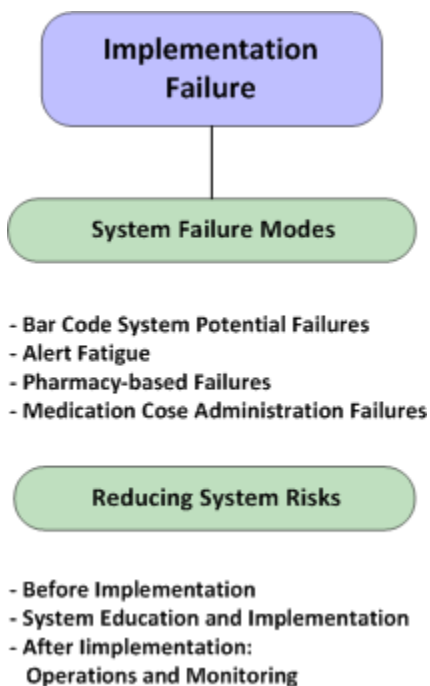 Implementation
Failure
System Failure Modes
- Bar Code System Potential Failures
- Alert Fatigue
- Pharmacy-based Failures
- Medication Cose Administration Failures
Reducing System Risks
- Before Implementation
- System Education and Implementation
- After Iimplementation:
Operations and Monitoring